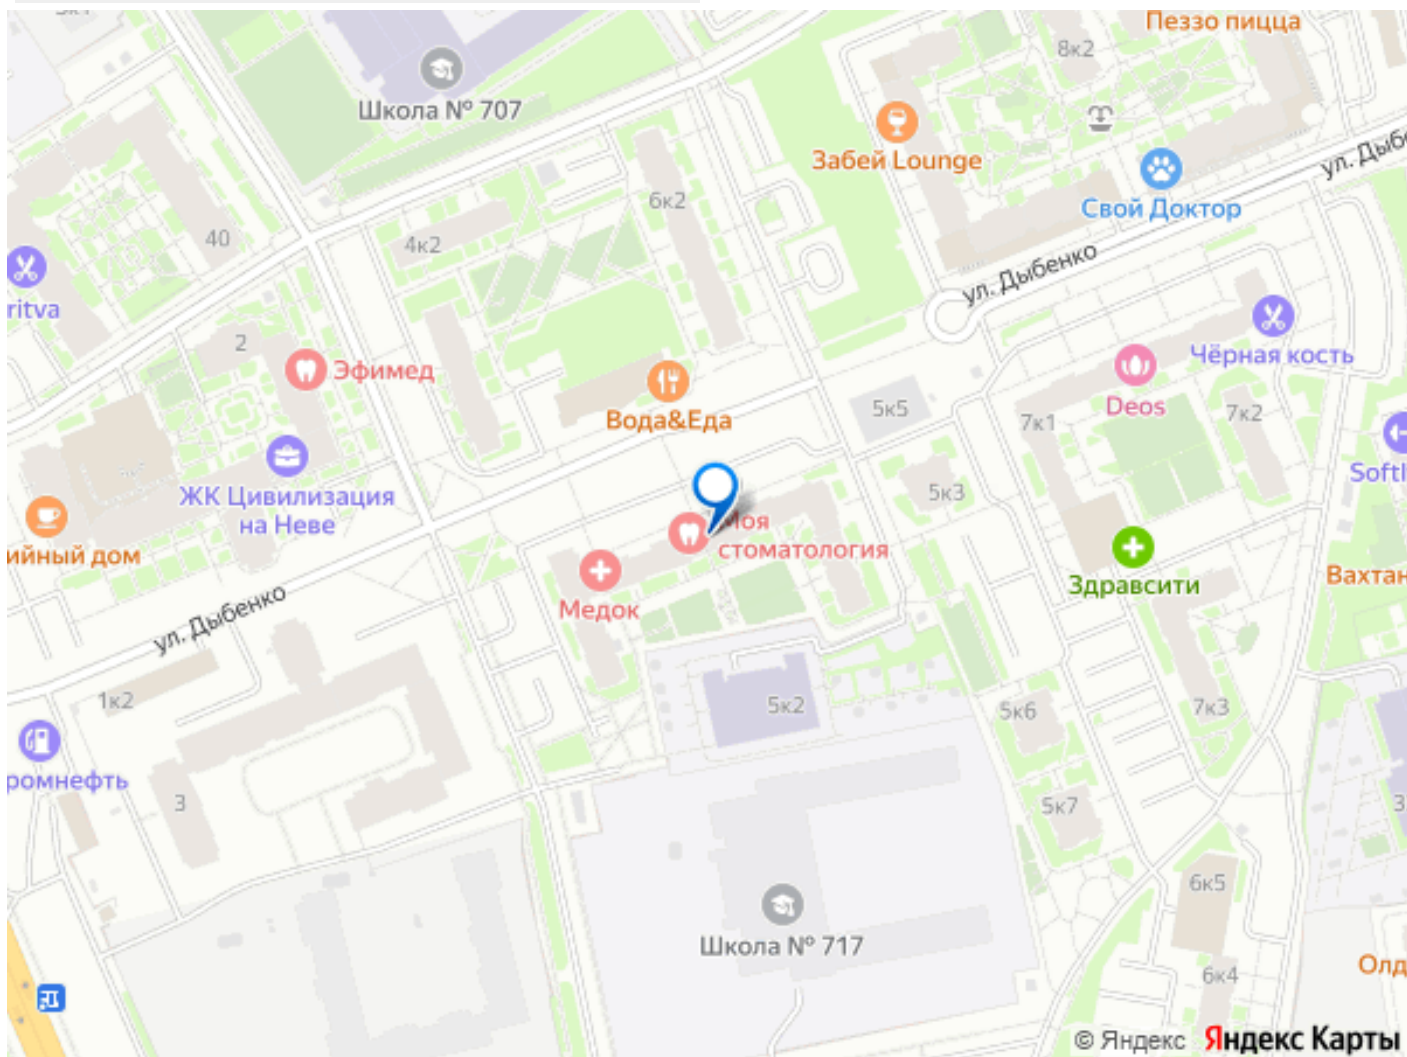 Пеззо пицца
8к2
Школа № 707
Забей Lounge
ул. Дыбе
Свой Доктор
6к2
40
4к2
ул. Дыбенко
ritva
2
Эфимед
Чёрная кость
Deos
5к5
7к1
7к2
Вода&Еда
ЖК Цивилизация
на Неве
Softl
5к3
Моя
стоматология
ийный дом
Медок
Здравсити
Вахтан
ул. Дыбенко
1к2
5к2
5к6
7к3
ромнефть
3
5к7
3
6к5
Школа № 717
6к4
Олд
© Яндекс Яндекс Карты